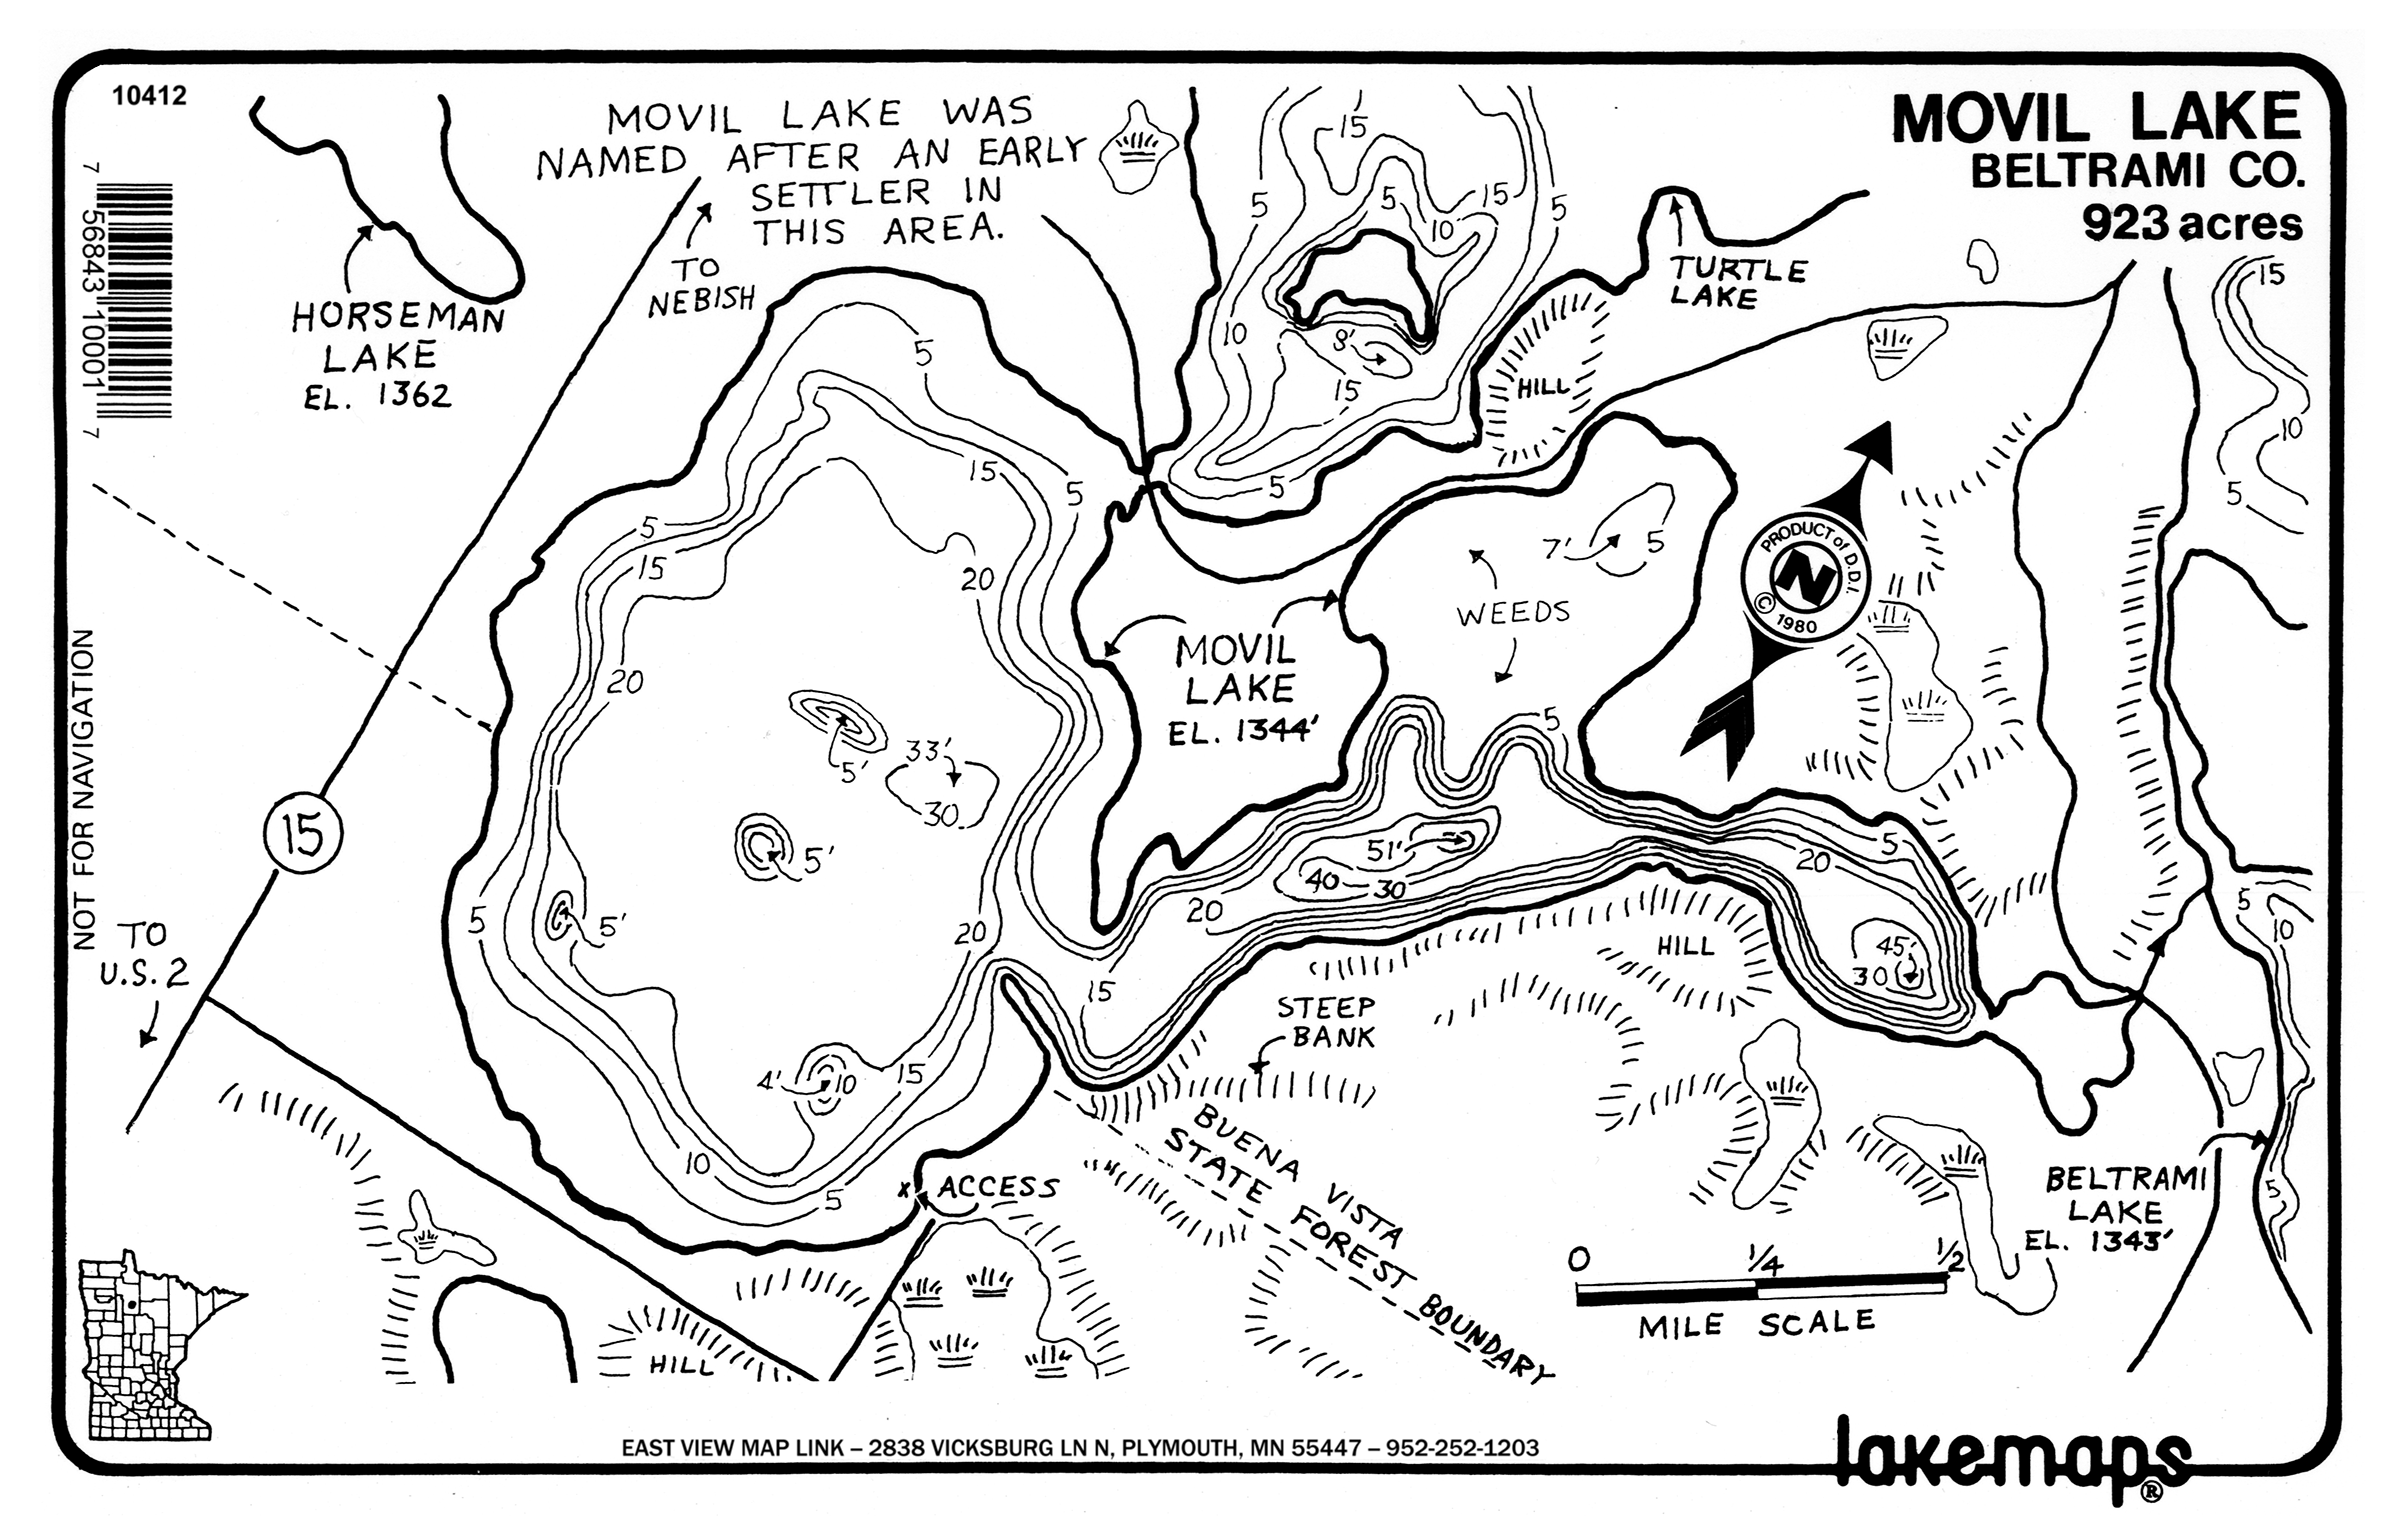 10412
MOVIL LAKE WAS
NAMED AFTER AN EARLY
SETTLER IN
THIS AREA.
MOVIL LAKE
BELTRAMI CO.
923 acres
7 56843 10001 7
HORSEMAN
LAKE
EL. 1362
TO
NEBISH
15
5
5
15
10
5
5
10
8'
15
5
TURTLE
LAKE
HILL
15
10
5
5
15
5
5
15
20
20
7'
5
WEEDS
PRODUCT of D.D.I.
N
© 1980
MOVIL
LAKE
EL. 1344'
NOT FOR NAVIGATION
15
TO
U.S. 2
5'
33'
30
5'
5'
5
20
4'
10
15
10
5
5
51'
40
30
20
15
5
20
45'
30
5
10
HILL
STEEP
BANK
BUENA VISTA
STATE FOREST BOUNDARY
ACCESS
HILL
BELTRAMI
LAKE
EL. 1343'
5
0 1/4 1/2
MILE SCALE
EAST VIEW MAP LINK – 2838 VICKSBURG LN N, PLYMOUTH, MN 55447 – 952-252-1203
lakemaps®